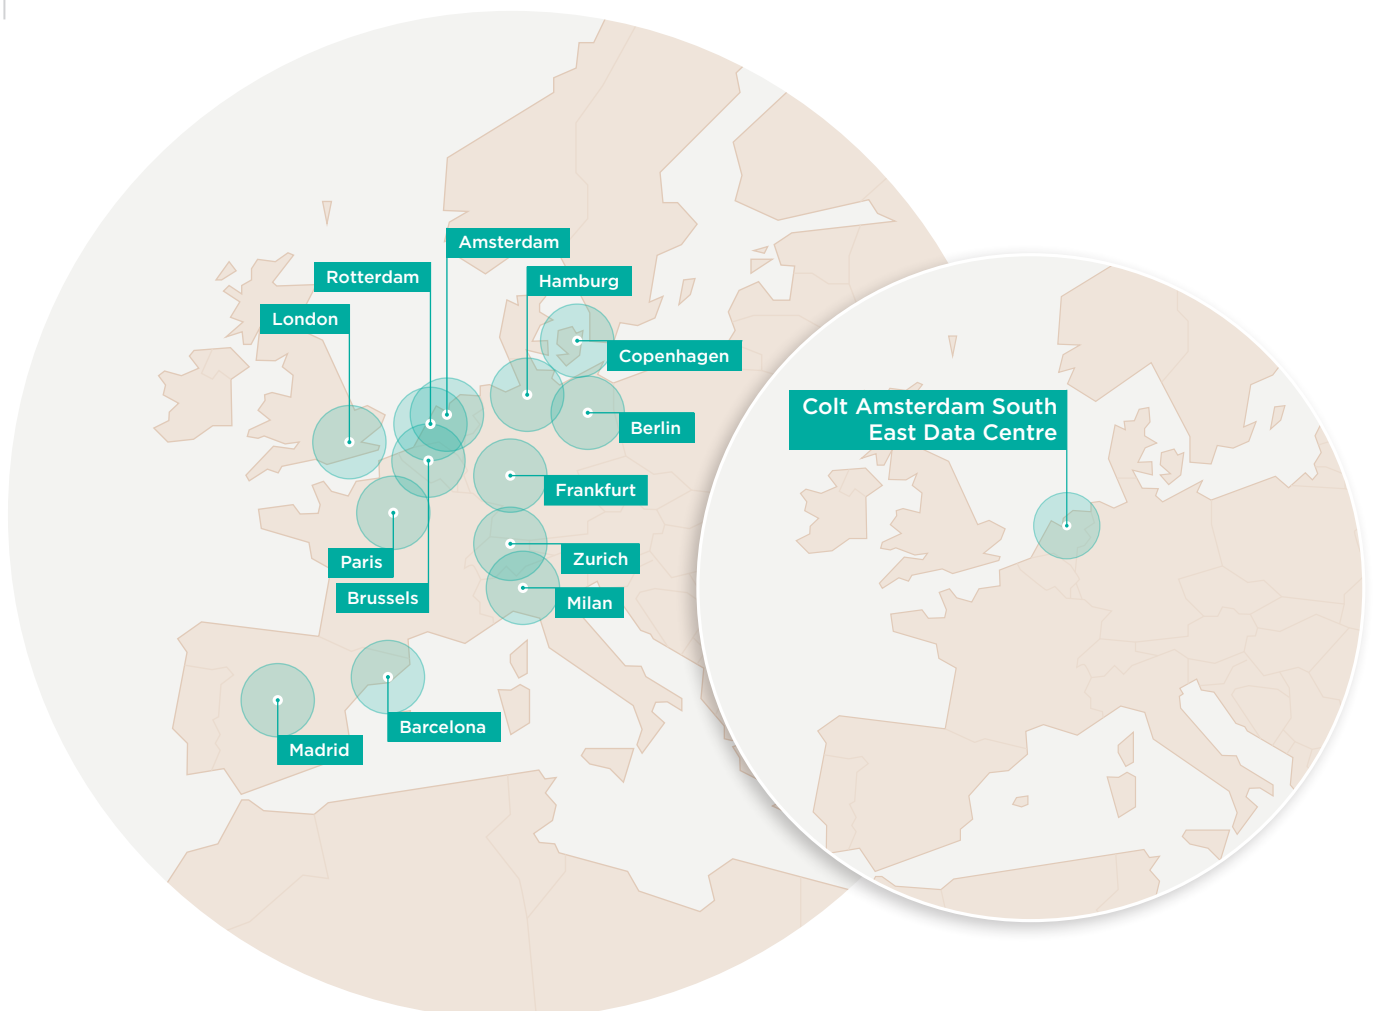 Amsterdam
Rotterdam
Hamburg
London
Copenhagen
Berlin
Frankfurt
Zurich
Paris
Brussels
Milan
Barcelona
Madrid
Colt Amsterdam South
East Data Centre